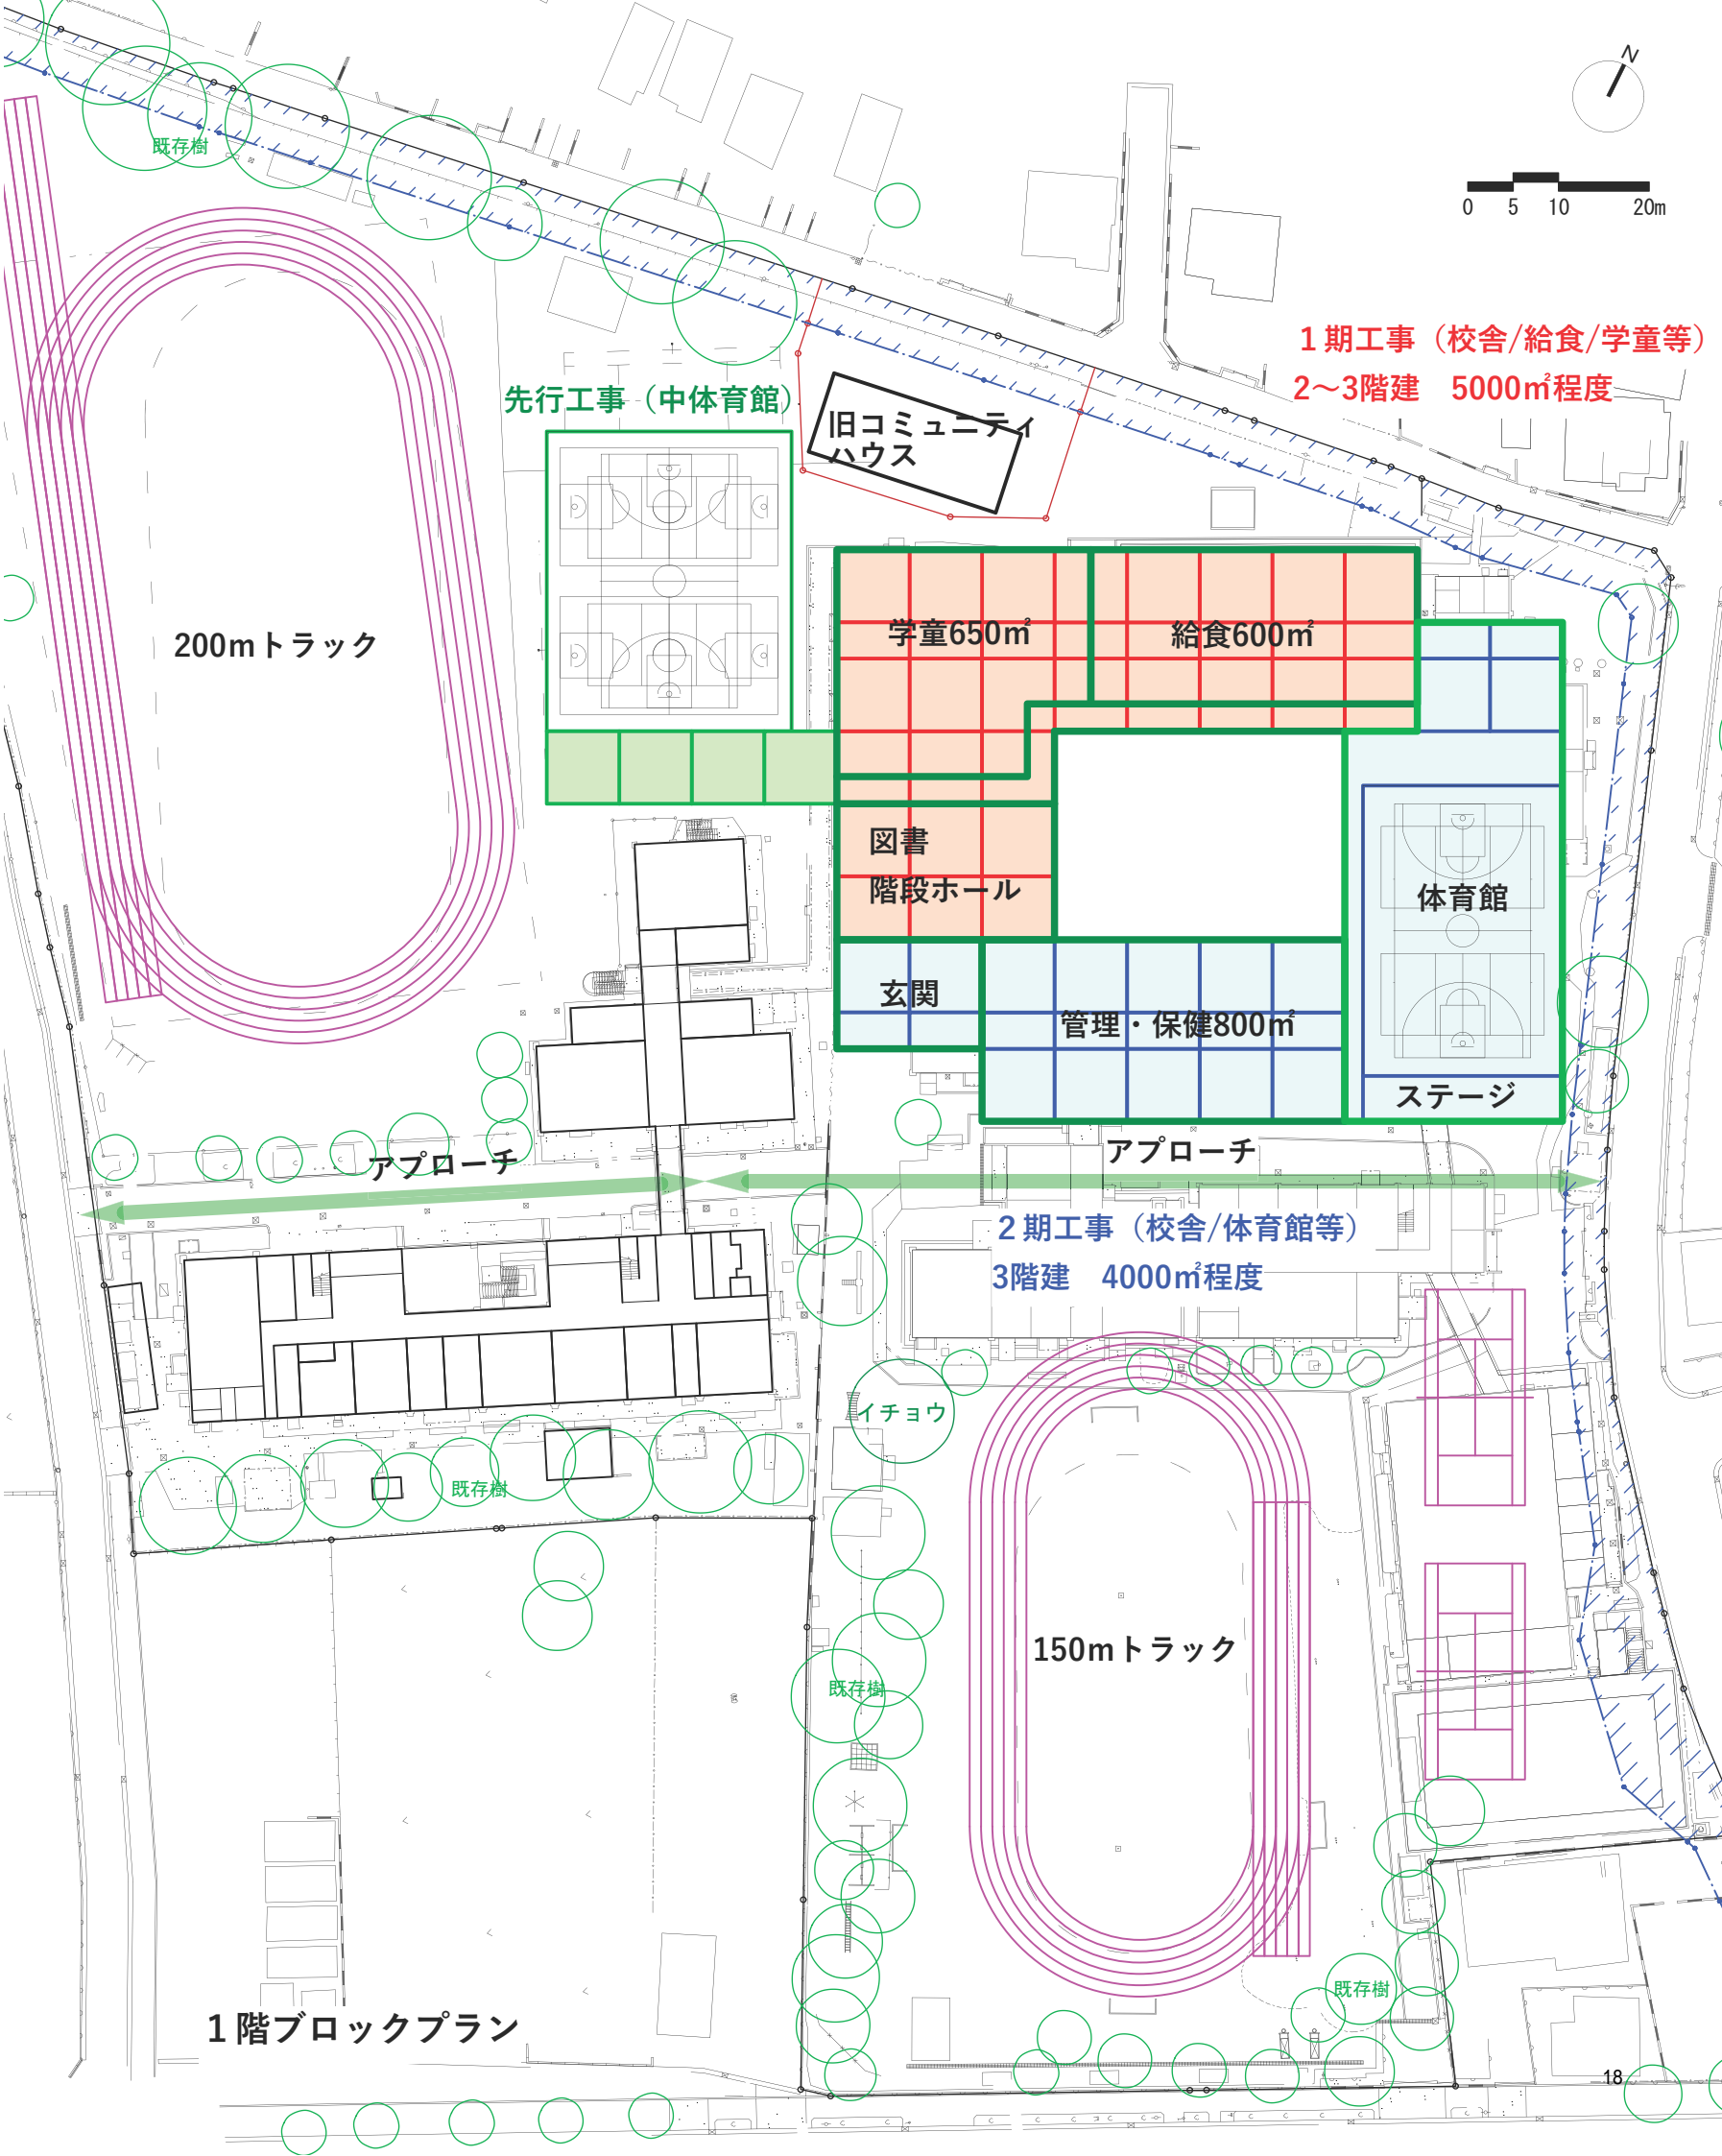 N
0 5 10 20m
既存樹
1期工事（校舎/給食/学童等）
2〜3階建　5000㎡程度
先行工事（中体育館）
旧コミュニティ
ハウス
200mトラック
学童650㎡
給食600㎡
図書
階段ホール
体育館
玄関
管理・保健800㎡
ステージ
アプローチ
アプローチ
2期工事（校舎/体育館等）
3階建　4000㎡程度
イチョウ
既存樹
150mトラック
既存樹
既存樹
1階ブロックプラン
18